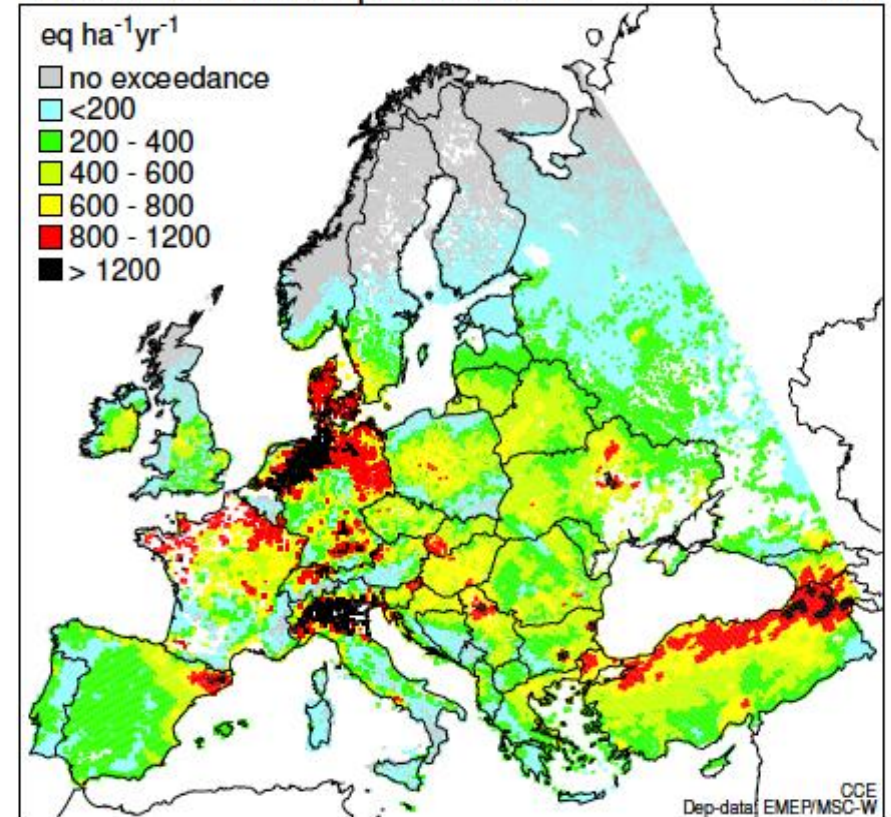 eq ha-1yr-1
no exceedance
<200
200 - 400
400 - 600
600 - 800
800 - 1200
> 1200
CCE
Dep-data: EMEP/MSC-W